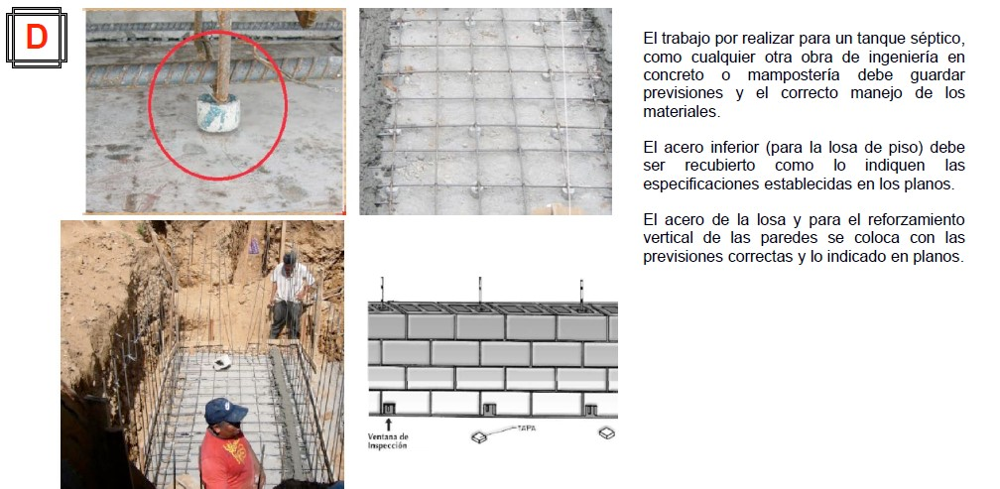 D
El trabajo por realizar para un tanque séptico,
como cualquier otra obra de ingeniería en
concreto o mampostería debe guardar
previsiones y el correcto manejo de los
materiales.
El acero inferior (para la losa de piso) debe
ser recubierto como lo indiquen las
especificaciones establecidas en los planos.
El acero de la losa y para el reforzamiento
vertical de las paredes se coloca con las
previsiones correctas y lo indicado en planos.
Ventana de
Inspección
TAPA